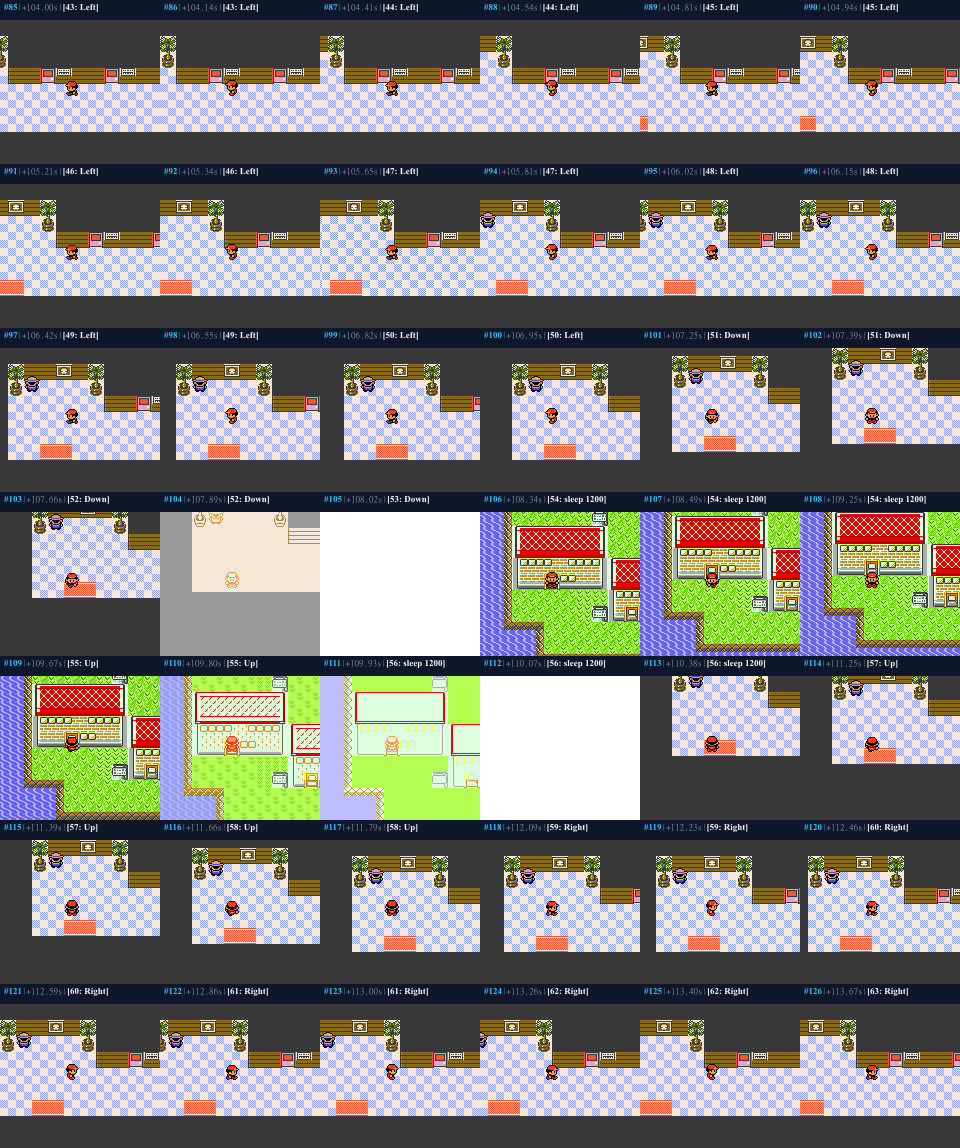 #85|+104.00s|[43: Left] #86|+104.14s|[43: Left] #87|+104.41s|[44: Left] #88|+104.54s|[44: Left] #89|+104.81s|[45: Left] #90|+104.94s|[45: Left]
#91|+105.21s|[46: Left] #92|+105.34s|[46: Left] #93|+105.65s|[47: Left] #94|+105.81s|[47: Left] #95|+106.02s|[48: Left] #96|+106.15s|[48: Left]
#97|+106.42s|[49: Left] #98|+106.55s|[49: Left] #99|+106.82s|[50: Left] #100|+106.95s|[50: Left] #101|+107.25s|[51: Down] #102|+107.39s|[51: Down]
#103|+107.66s|[52: Down] #104|+107.89s|[52: Down] #105|+108.02s|[53: Down] #106|+108.34s|[54: sleep 1200] #107|+108.49s|[54: sleep 1200] #108|+109.25s|[54: sleep 1200]
#109|+109.67s|[55: Up] #110|+109.80s|[55: Up] #111|+109.93s|[56: sleep 1200] #112|+110.07s|[56: sleep 1200] #113|+110.38s|[56: sleep 1200] #114|+111.25s|[57: Up]
#115|+111.39s|[57: Up] #116|+111.66s|[58: Up] #117|+111.79s|[58: Up] #118|+112.09s|[59: Right] #119|+112.23s|[59: Right] #120|+112.46s|[60: Right]
#121|+112.59s|[60: Right] #122|+112.86s|[61: Right] #123|+113.00s|[61: Right] #124|+113.26s|[62: Right] #125|+113.40s|[62: Right] #126|+113.67s|[63: Right]